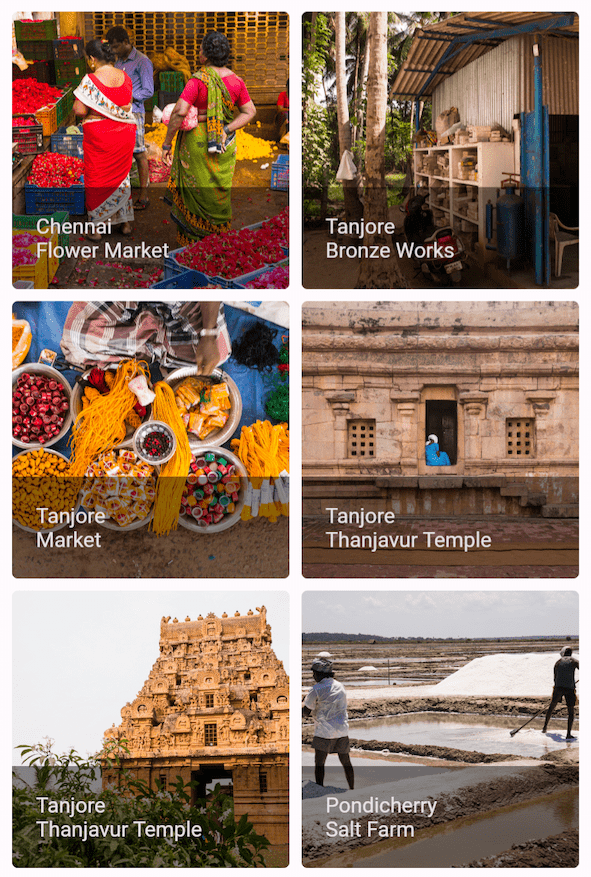 Chennai
Flower Market
Tanjore
Bronze Works
Tanjore
Market
Tanjore
Thanjavur Temple
Tanjore
Thanjavur Temple
Pondicherry
Salt Farm